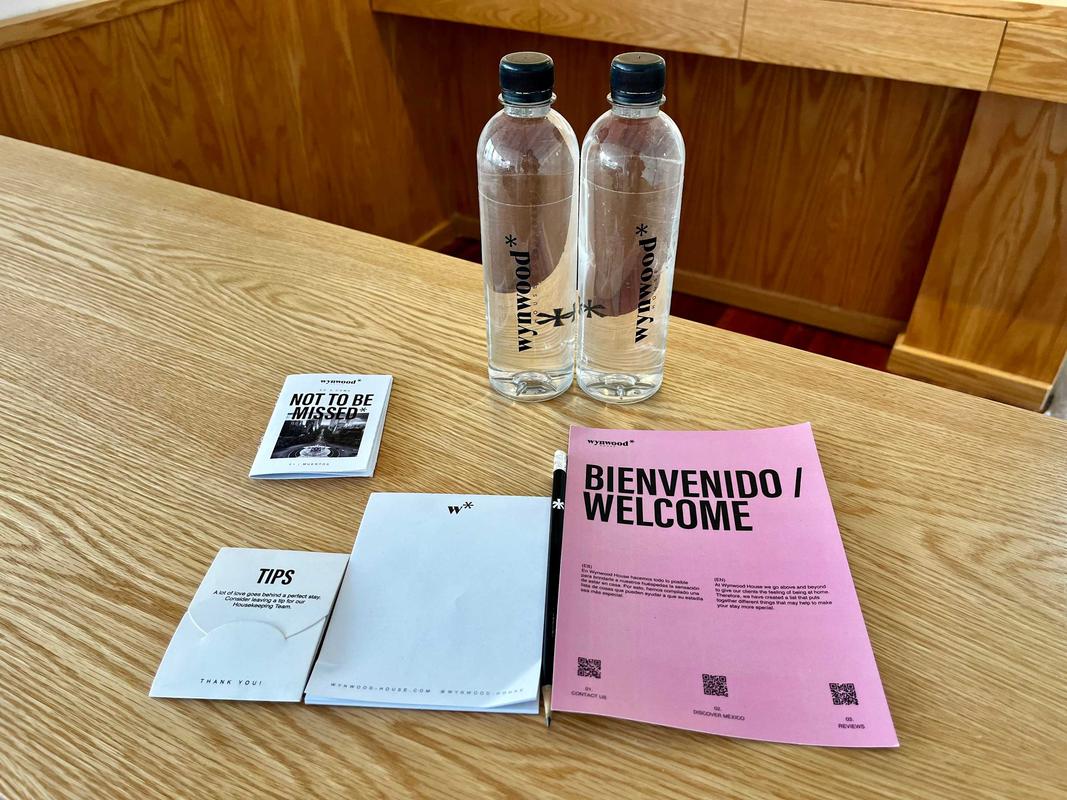 wynwood*
HOUSE
wynwood*
HOUSE
wynwood*
NOT TO BE
MISSED*
wynwood*
BIENVENIDO /
WELCOME
(ES)
En Wynwood House hacemos todo lo posible
para brindarle a nuestros huéspedes la sensación
de estar en casa. Por esto, hemos compilado una
lista de cosas que pueden ayudar a que su estadía
sea más especial.
(EN)
At Wynwood House we go above and beyond
to give our clients the feeling of being at home.
Therefore, we have created a list that puts
together different things that may help to make
your stay more special.
01.
CONTACT US
02.
DISCOVER MÉXICO
03.
REVIEWS
w*
WYNWOOD-HOUSE.COM @WYNWOOD.HOUSE
TIPS
A lot of love goes behind a perfect stay.
Consider leaving a tip for our
Housekeeping Team.
THANK YOU!